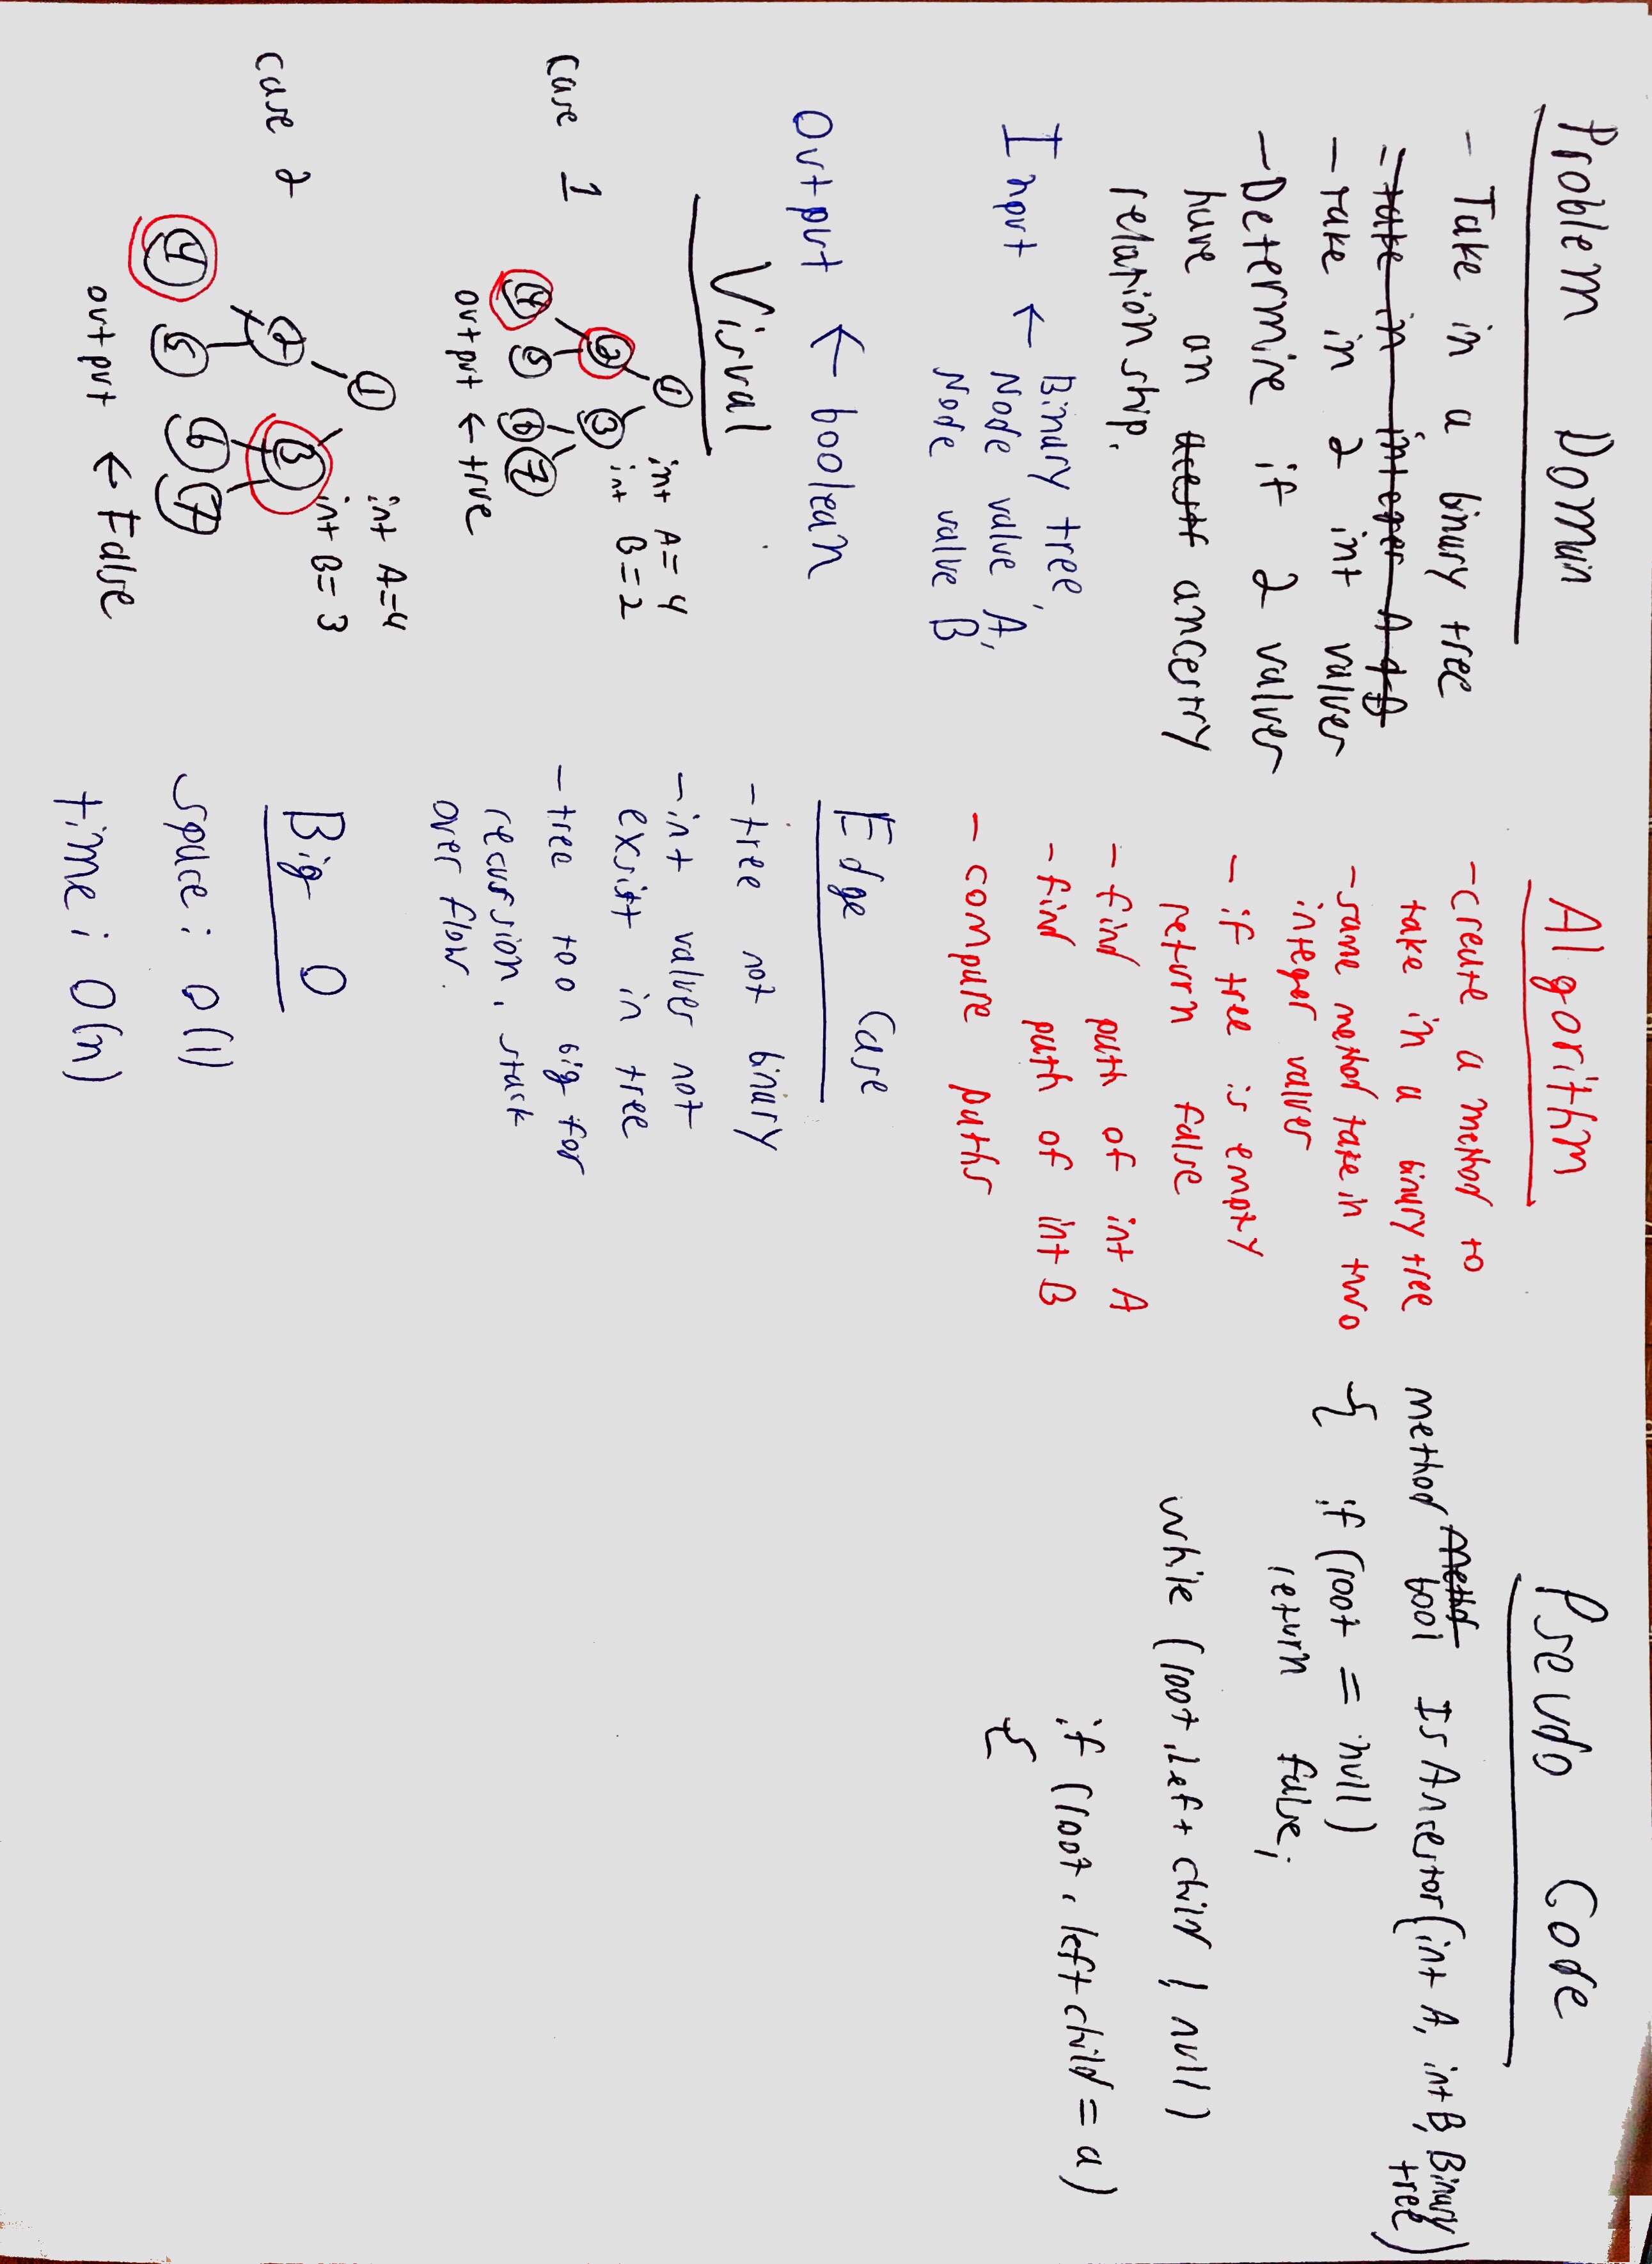 Problem Domain
- Take in a binary tree
- take in integer A & B
- take in 2 int values
- Determine if 2 values
have an ancestry
relationship.
Input ← Binary tree,
Node value A,
Node value B
Output ← boolean
Visual
case 1
1
int A = 4
int B = 2
2 3
4 5 6 7
output ← true
case 2
1
int A=4
int B= 3
2 3
4 5 6 7
output ← False
Algorithm
- create a method to
take in a binary tree
- same method take in two
integer values
- if tree is empty
return false
- find path of int A
- find path of int B
- compare paths
Edge Case
- tree not binary
- int values not
exsist in tree
- tree too big for
recursion. stack
over flow.
Big O
space: O(1)
time: O(n)
Pseudo Code
method method bool Is Ancestor (int A, int B, Binary tree)
{ if (root = null)
return false;
while (root.left child ! null)
if (root.left child = a)
{